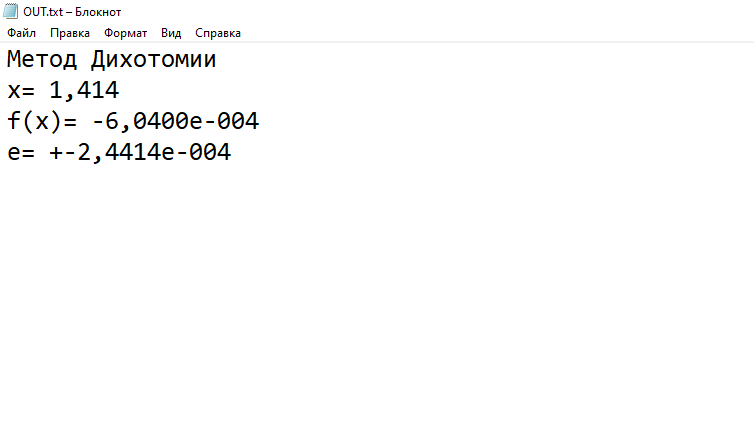 OUT.txt – Блокнот
Файл Правка Формат Вид Справка
Метод Дихотомии
x= 1,414
f(x)= -6,0400e-004
e= +-2,4414e-004